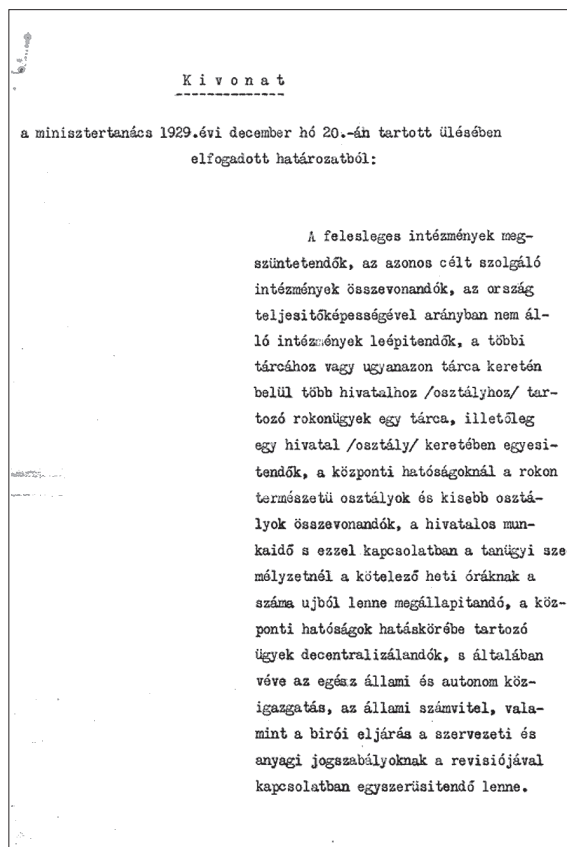 K i v o n a t
a minisztertanács 1929.évi december hó 20.-án tartott ülésében
elfogadott határozatból:
A felesleges intézmények meg-
szüntetendők, az azonos célt szolgáló
intézmények összevonandók, az ország
teljesitőképességével arányban nem ál-
ló intézmények leépitendők, a többi
tárcához vagy ugyanazon tárca keretén
belül több hivatalhoz /osztályhoz/ tar-
tozó rokonügyek egy tárca, illetőleg
egy hivatal /osztály/ keretében egyesi-
tendők, a központi hatóságoknál a rokon
természetü osztályok és kisebb osztá-
lyok összevonandók, a hivatalos mun-
kaidő s ezzel kapcsolatban a tanügyi sze
mélyzetnél a kötelező heti óráknak a
száma ujból lenne megállapitandó, a köz-
ponti hatóságok hatáskörébe tartozó
ügyek decentralizálandók, s általában
véve az egész állami és autonom köz-
igazgatás, az állami számvitel, vala-
mint a birói eljárás a szervezeti és
anyagi jogszabályoknak a revisiójával
kapcsolatban egyszerüsitendő lenne.